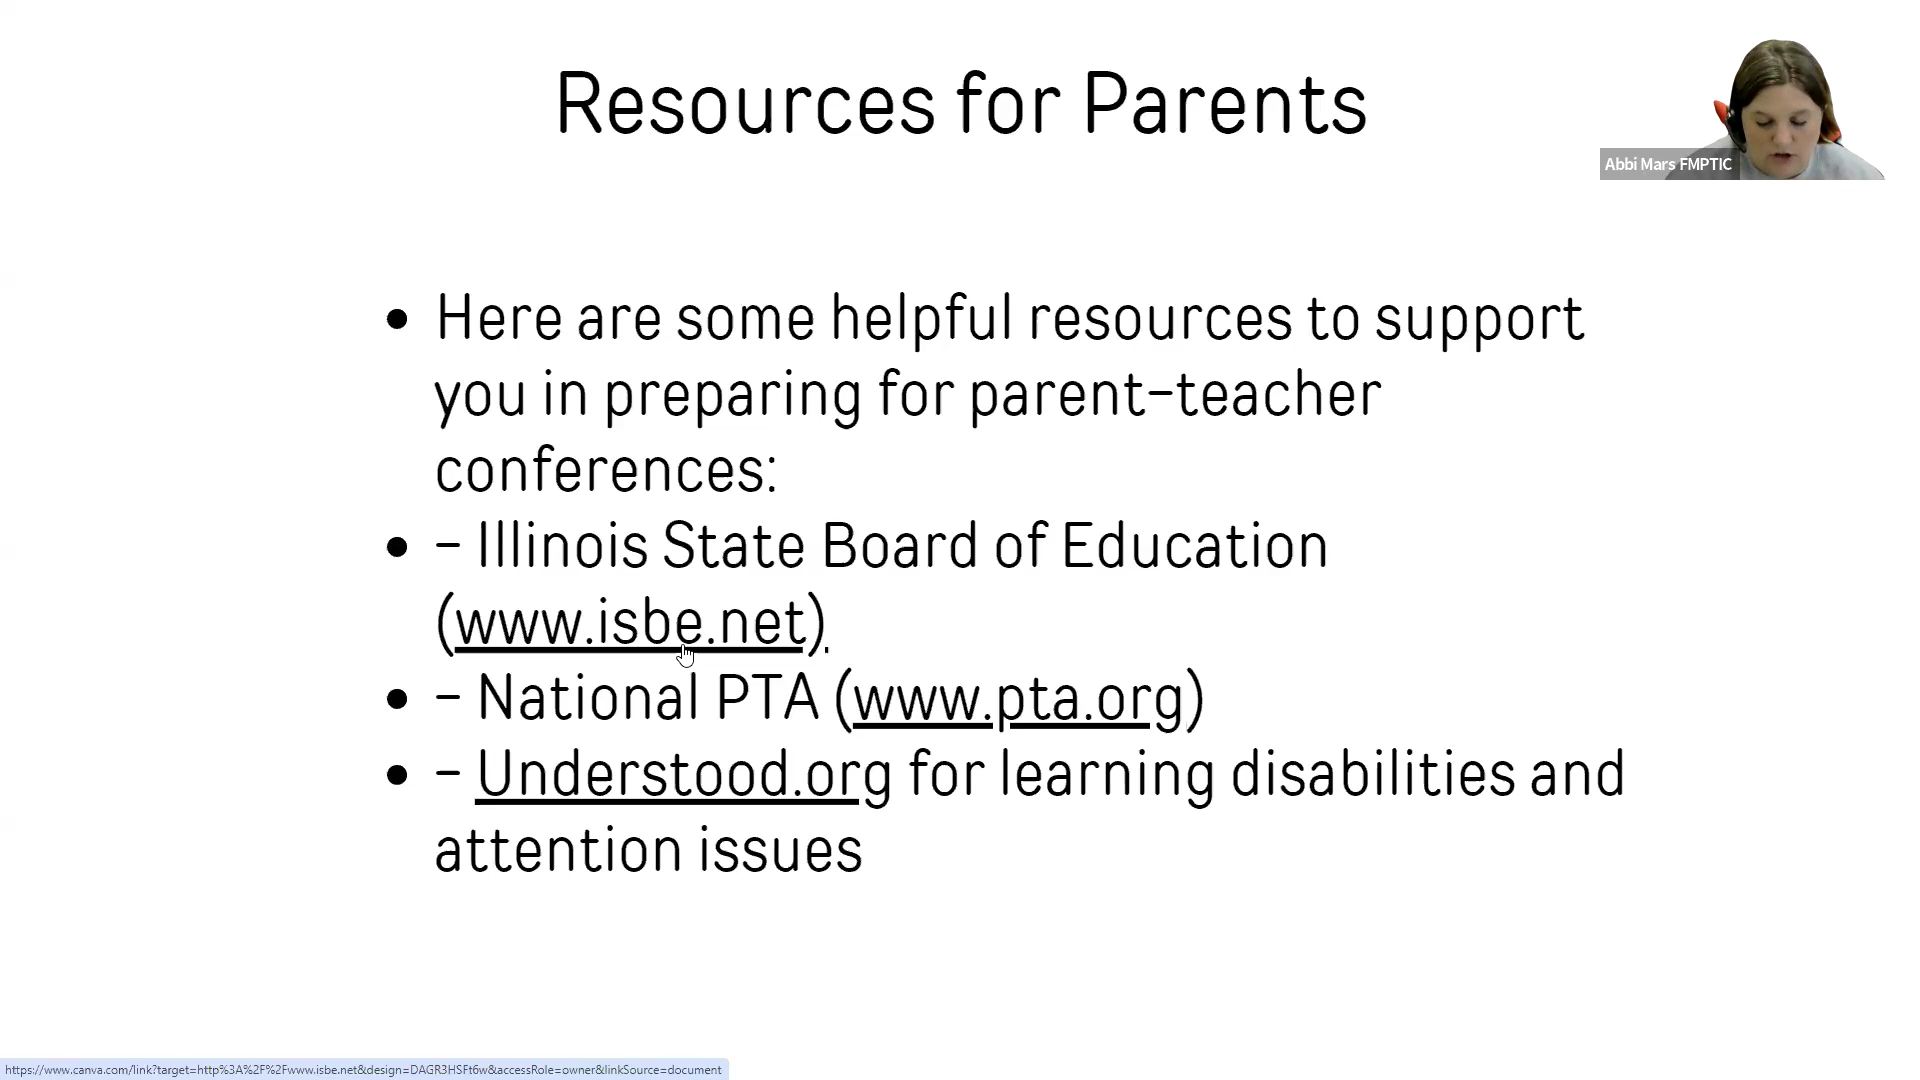 Resources for Parents
Abbi Mars FMPTIC
• Here are some helpful resources to support
you in preparing for parent-teacher
conferences:
• - Illinois State Board of Education
(www.isbe.net).
• - National PTA (www.pta.org)
• - Understood.org for learning disabilities and
attention issues
https://www.canva.com/link?target=http%3A%2F%2Fwww.isbe.net&design=DAGR3HSFt6w&accessRole=owner&linkSource=document